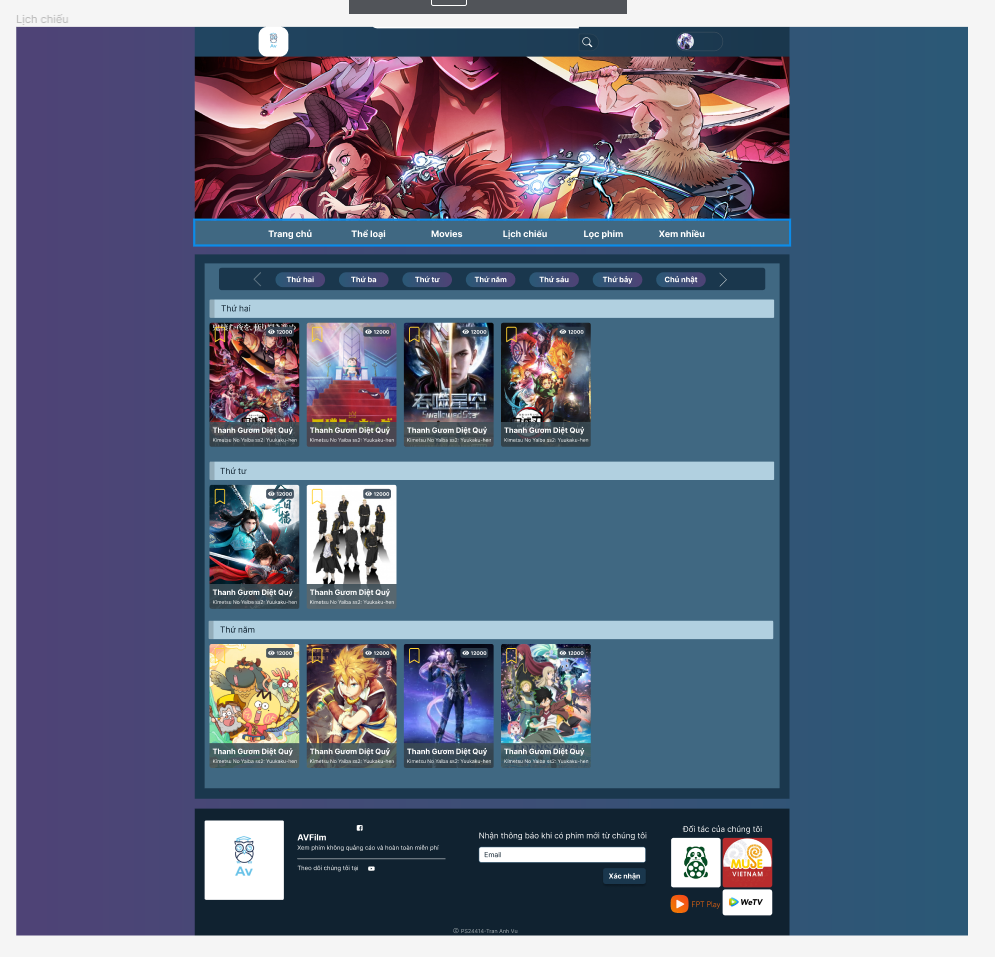 Lịch chiếu
Av
Trang chủ Thể loại Movies Lịch chiếu Lọc phim Xem nhiều
Thứ hai Thứ ba Thứ tư Thứ năm Thứ sáu Thứ bảy Chủ nhật
Thứ hai
12000 12000 12000 12000
吞噬星空
Swallowed Star
Thanh Gươm Diệt Quỷ Thanh Gươm Diệt Quỷ Thanh Gươm Diệt Quỷ Thanh Gươm Diệt Quỷ
Kimetsu No Yaiba ss2: Yuukaku-hen Kimetsu No Yaiba ss2: Yuukaku-hen Kimetsu No Yaiba ss2: Yuukaku-hen Kimetsu No Yaiba ss2: Yuukaku-hen
Thứ tư
12000 12000
Thanh Gươm Diệt Quỷ Thanh Gươm Diệt Quỷ
Kimetsu No Yaiba ss2: Yuukaku-hen Kimetsu No Yaiba ss2: Yuukaku-hen
Thứ năm
12000 12000 12000 12000
Thanh Gươm Diệt Quỷ Thanh Gươm Diệt Quỷ Thanh Gươm Diệt Quỷ Thanh Gươm Diệt Quỷ
Kimetsu No Yaiba ss2: Yuukaku-hen Kimetsu No Yaiba ss2: Yuukaku-hen Kimetsu No Yaiba ss2: Yuukaku-hen Kimetsu No Yaiba ss2: Yuukaku-hen
Av
AVFilm
Xem phim không quảng cáo và hoàn toàn miễn phí
Theo dõi chúng tôi tại
Nhận thông báo khi có phim mới từ chúng tôi
Email
Xác nhận
Đối tác của chúng tôi
MUSE
VIETNAM
FPT Play
WeTV
© PS24414-Tran Anh Vu